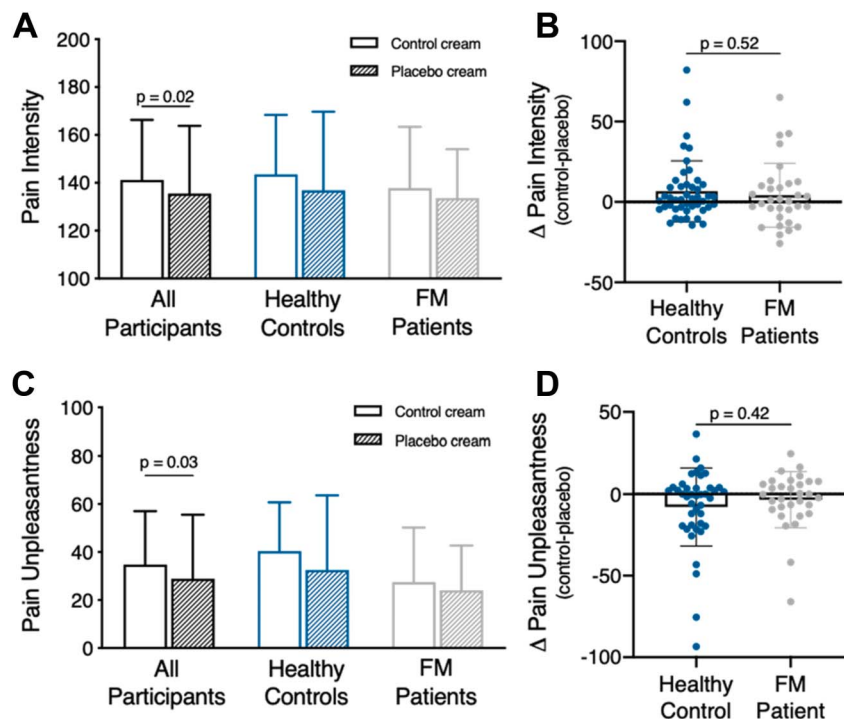 A
Pain Intensity
200
180
160
140
120
100
Control cream
Placebo cream
p = 0.02
All
Participants
Healthy
Controls
FM
Patients
B
Δ Pain Intensity
(control-placebo)
100
50
0
-50
p = 0.52
Healthy
Controls
FM
Patients
C
Pain Unpleasantness
100
80
60
40
20
0
Control cream
Placebo cream
p = 0.03
All
Participants
Healthy
Controls
FM
Patients
D
Δ Pain Unpleasantness
(control-placebo)
50
0
-50
-100
p = 0.42
Healthy
Control
FM
Patient